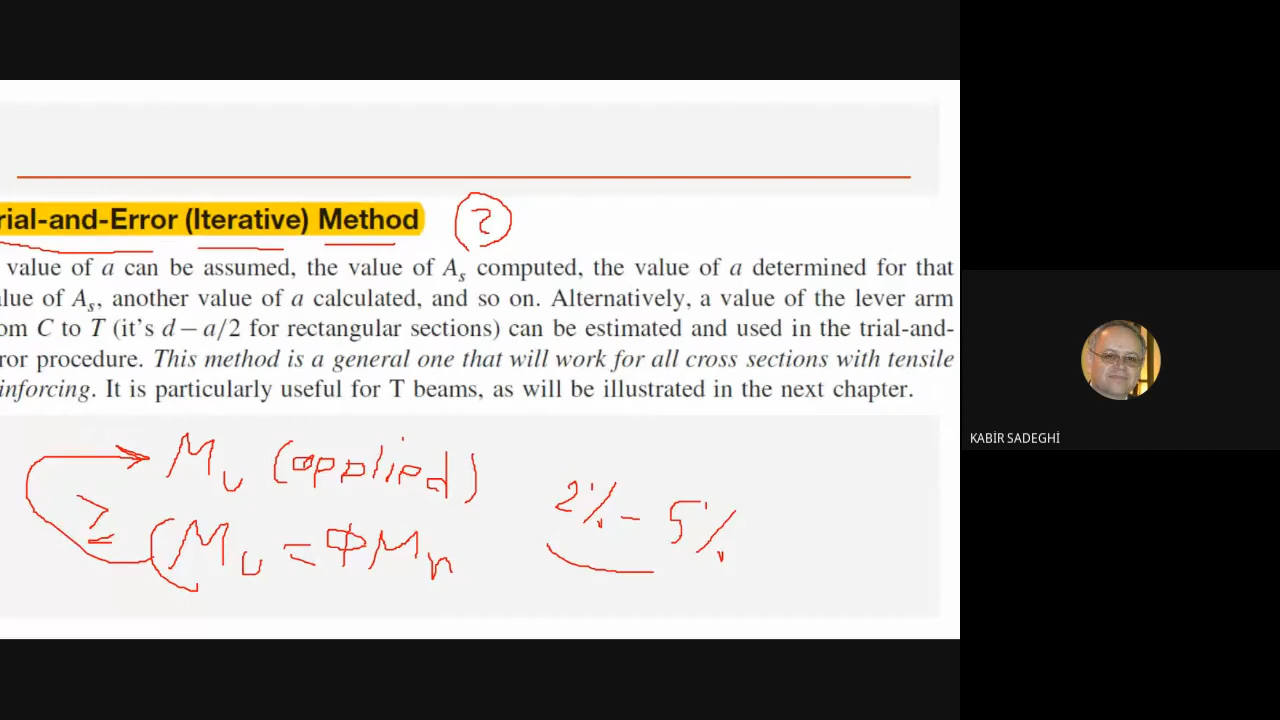 rial-and-Error (Iterative) Method 2
value of a can be assumed, the value of As computed, the value of a determined for that
lue of As, another value of a calculated, and so on. Alternatively, a value of the lever arm
om C to T (it's d – a/2 for rectangular sections) can be estimated and used in the trial-and-
ror procedure. This method is a general one that will work for all cross sections with tensile
inforcing. It is particularly useful for T beams, as will be illustrated in the next chapter.
Mu (applied)
≥ (Mu = ΦMn
2% - 5%
KABİR SADEGHİ